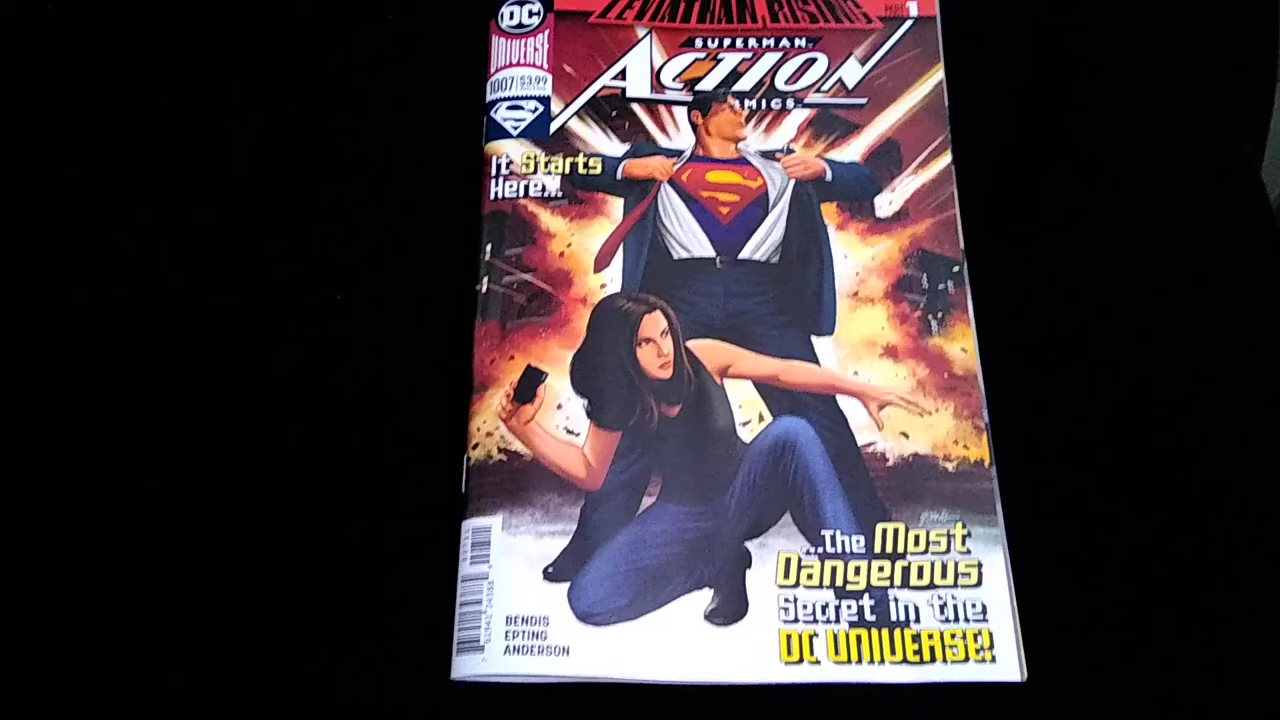 LEVIATHAN RISING
1
DC
UNIVERSE
1007 $3.99
SUPERMAN
ACTION
COMICS
It Starts
Here...
...The Most
Dangerous
Secret in the
DC UNIVERSE!
BENDIS
EPTING
ANDERSON